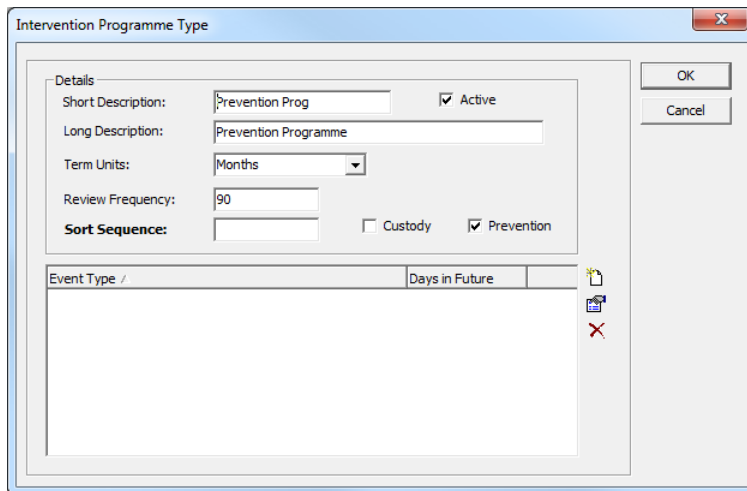 Intervention Programme Type
Details
Short Description: Prevention Prog Active
Long Description: Prevention Programme
Term Units: Months
Review Frequency: 90
Sort Sequence: Custody Prevention
Event Type Days in Future
OK
Cancel